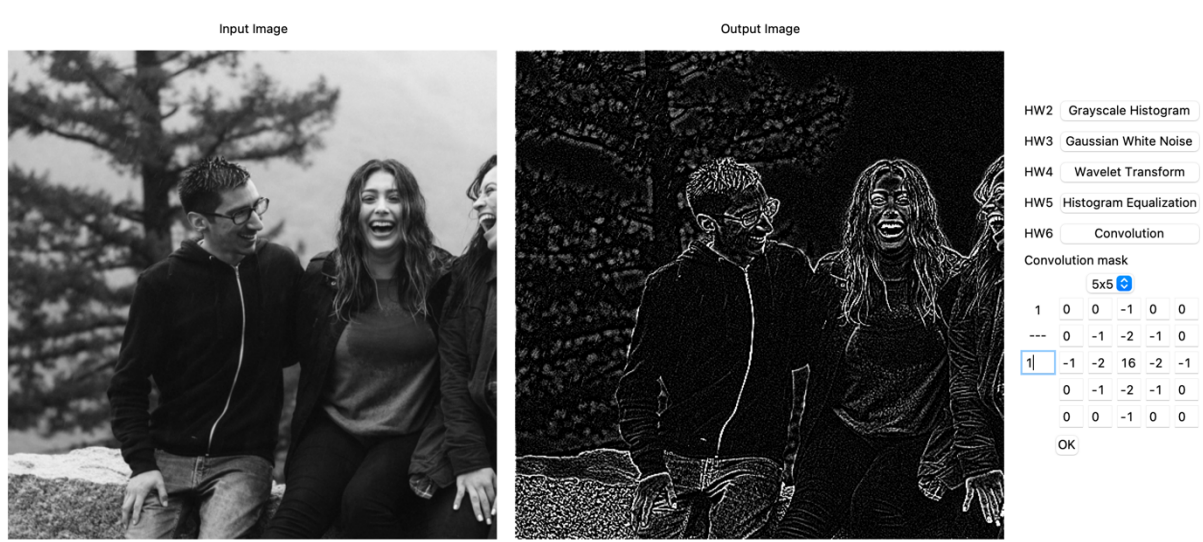 Input Image
Output Image
HW2 Grayscale Histogram
HW3 Gaussian White Noise
HW4 Wavelet Transform
HW5 Histogram Equalization
HW6 Convolution
Convolution mask
5x5
1 0 0 -1 0 0
--- 0 -1 -2 -1 0
1 -1 -2 16 -2 -1
0 -1 -2 -1 0
0 0 -1 0 0
OK